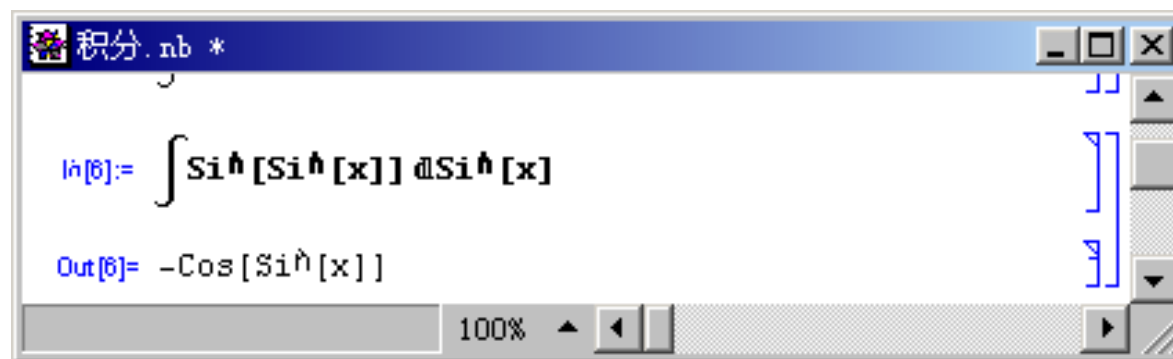 积分.nb *
In[6]:= ∫Sin[Sin[x]] ⅆSin[x]
Out[6]= -Cos[Sin[x]]
100%